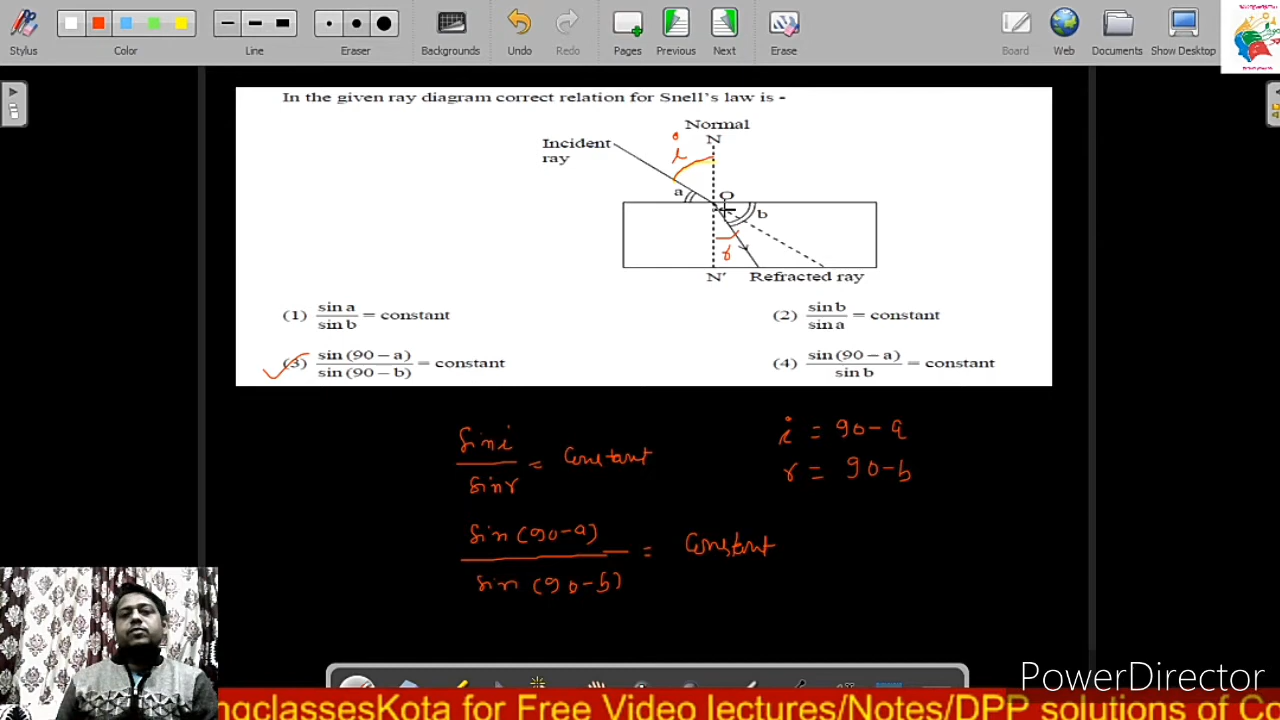 Stylus Color Line Eraser Backgrounds Undo Redo Pages Previous Next Erase Board Web Documents Show Desktop
In the given ray diagram correct relation for Snell's law is -
Normal
N
Incident
ray
i
a
O
b
r
N'
Refracted ray
(1) sin a / sin b = constant
(2) sin b / sin a = constant
(3) sin (90 – a) / sin (90 – b) = constant
(4) sin (90 – a) / sin b = constant
sin i / sin r = constant
i = 90 - a
r = 90 - b
sin (90 - a) / sin (90 - b) = constant
PowerDirector
ngclassesKota for Free Video lectures/Notes/DPP solutions of Co